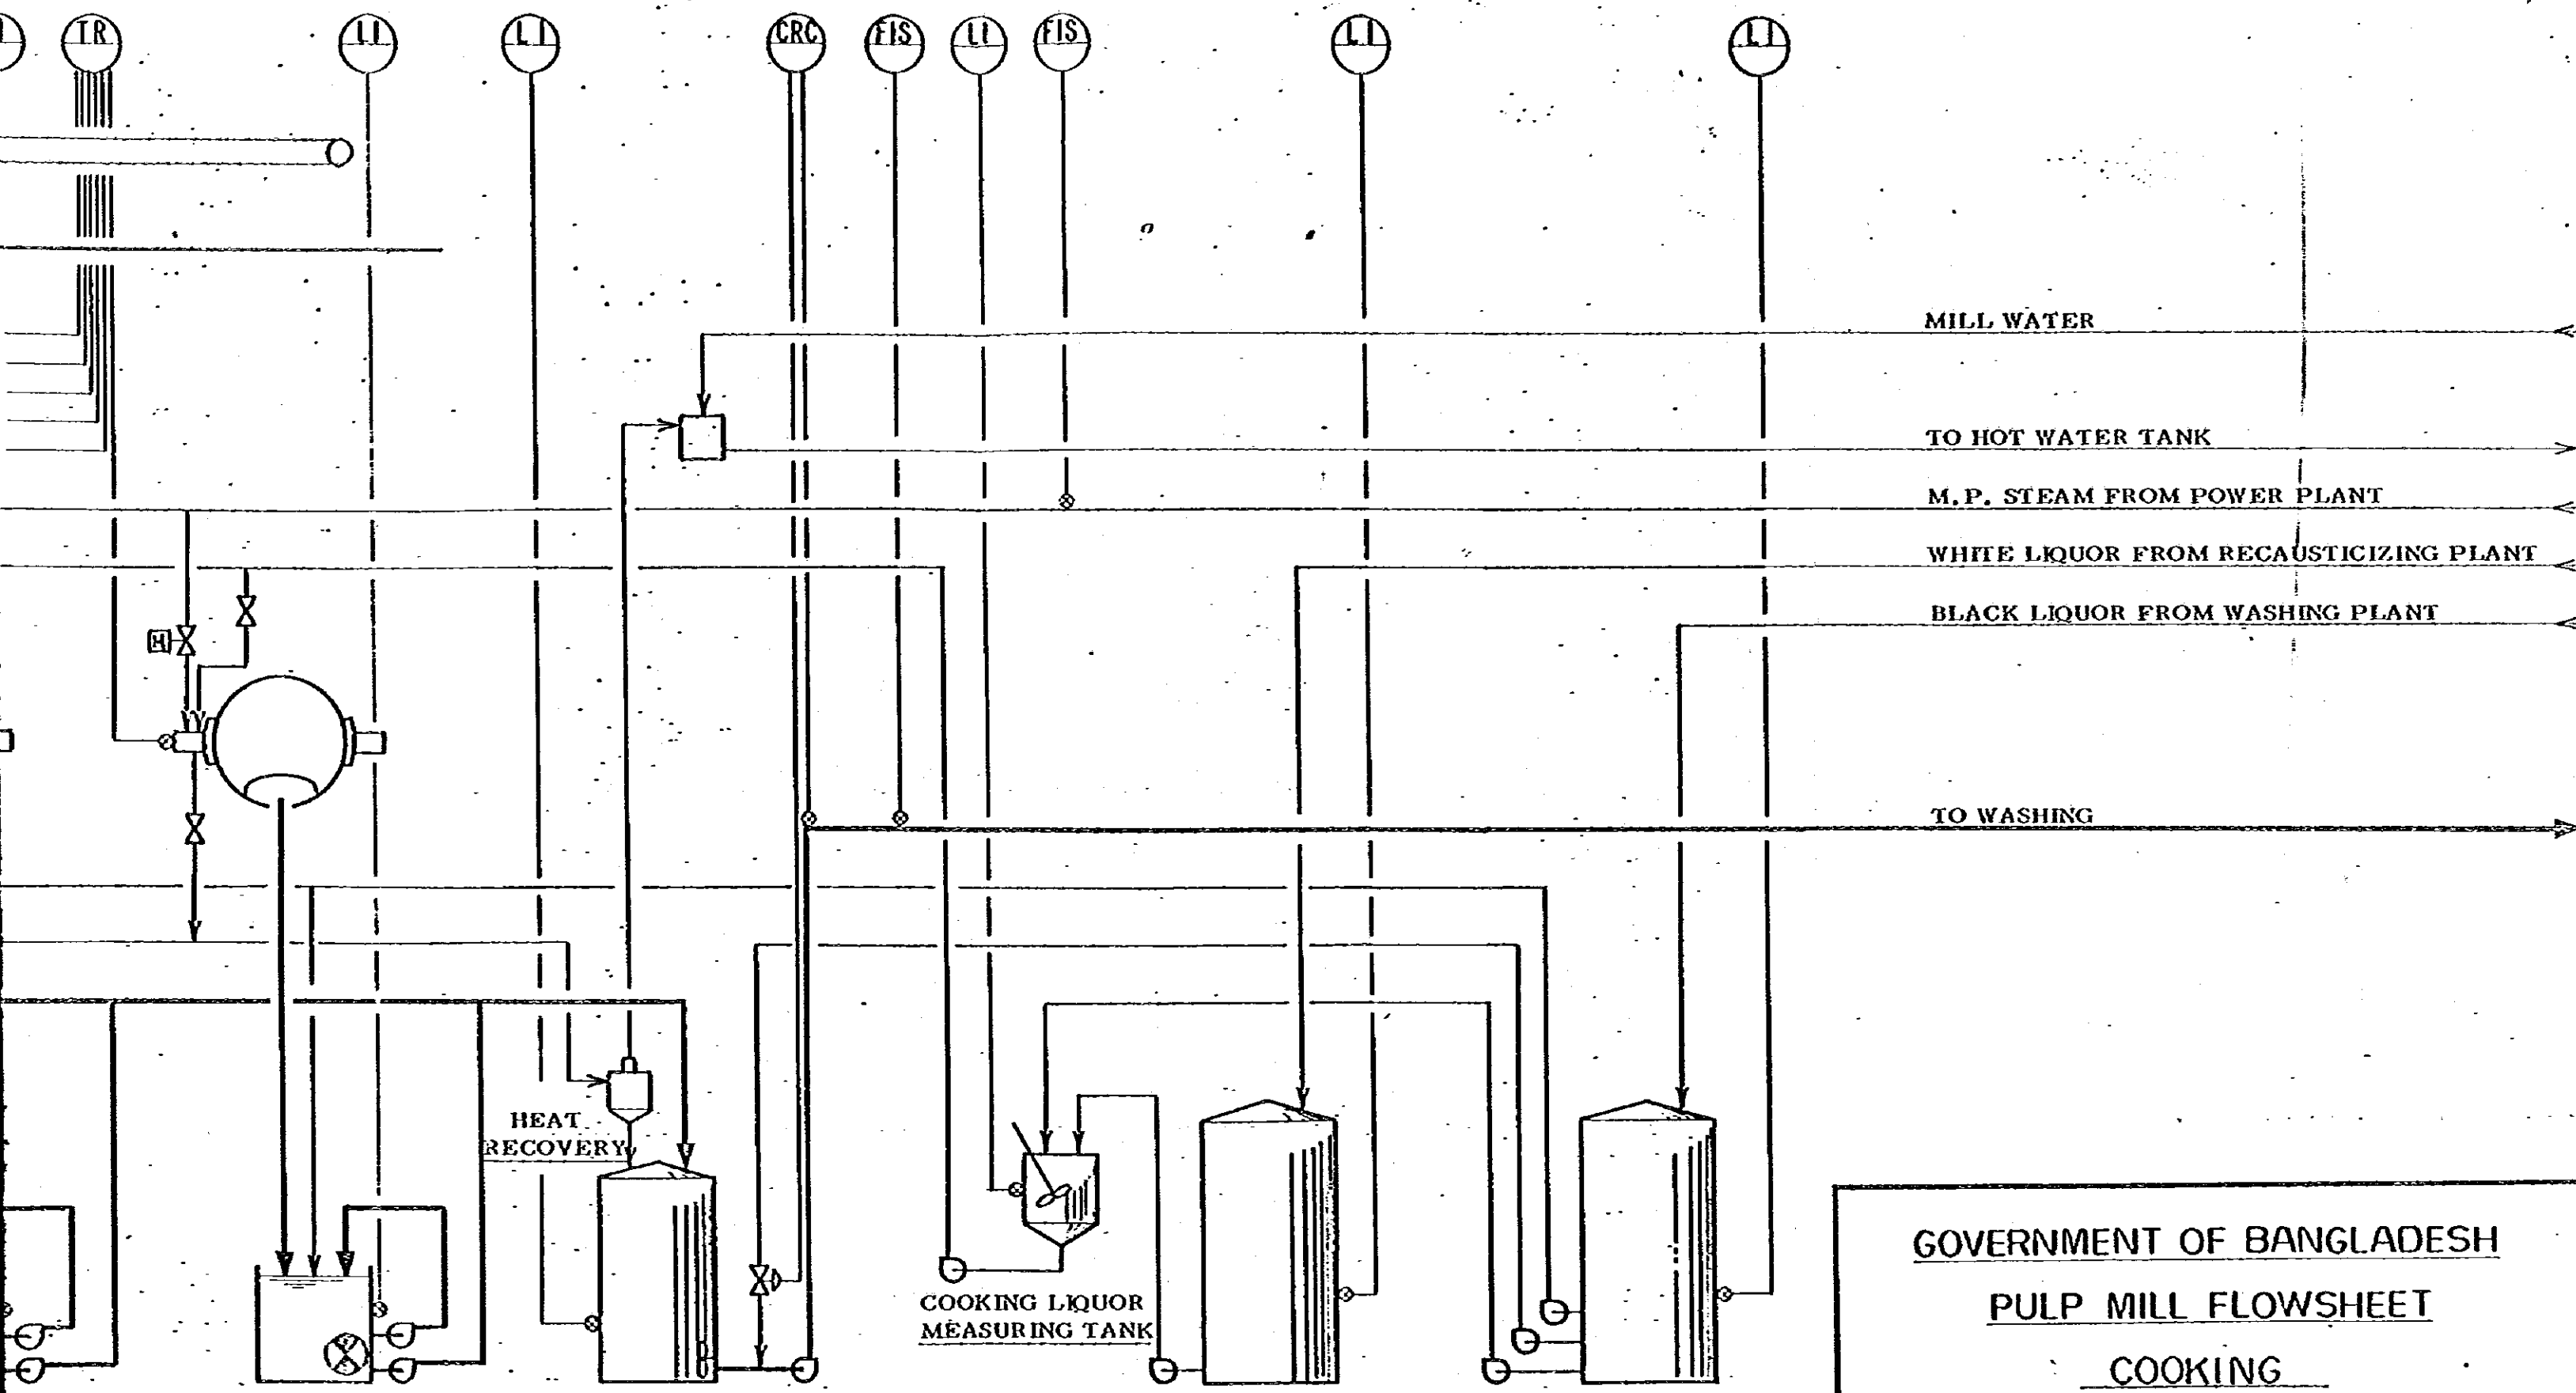 TR
LI
LI
CRC
FIS
LI
FIS
LI
LI
MILL WATER
TO HOT WATER TANK
M.P. STEAM FROM POWER PLANT
WHITE LIQUOR FROM RECAUSTICIZING PLANT
BLACK LIQUOR FROM WASHING PLANT
H
TO WASHING
HEAT
RECOVERY
COOKING LIQUOR
MEASURING TANK
GOVERNMENT OF BANGLADESH
PULP MILL FLOWSHEET
COOKING